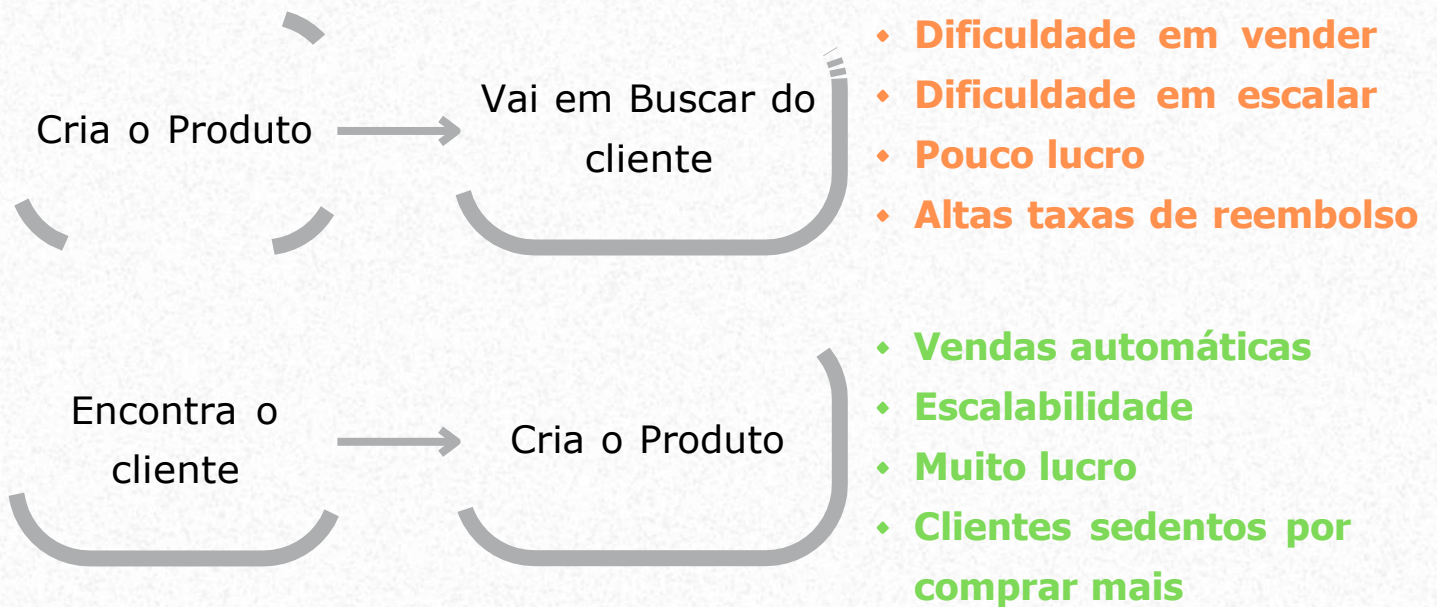 Cria o Produto
Vai em Buscar do
cliente
Dificuldade em vender
Dificuldade em escalar
Pouco lucro
Altas taxas de reembolso
Encontra o
cliente
Cria o Produto
Vendas automáticas
Escalabilidade
Muito lucro
Clientes sedentos por
comprar mais